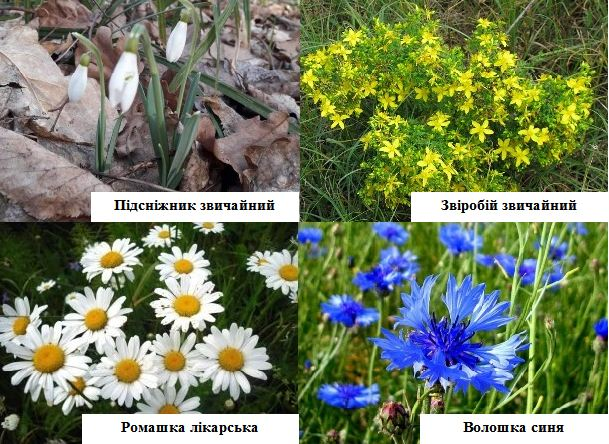 Підсніжник звичайний
Звіробій звичайний
Ромашка лікарська
Волошка синя